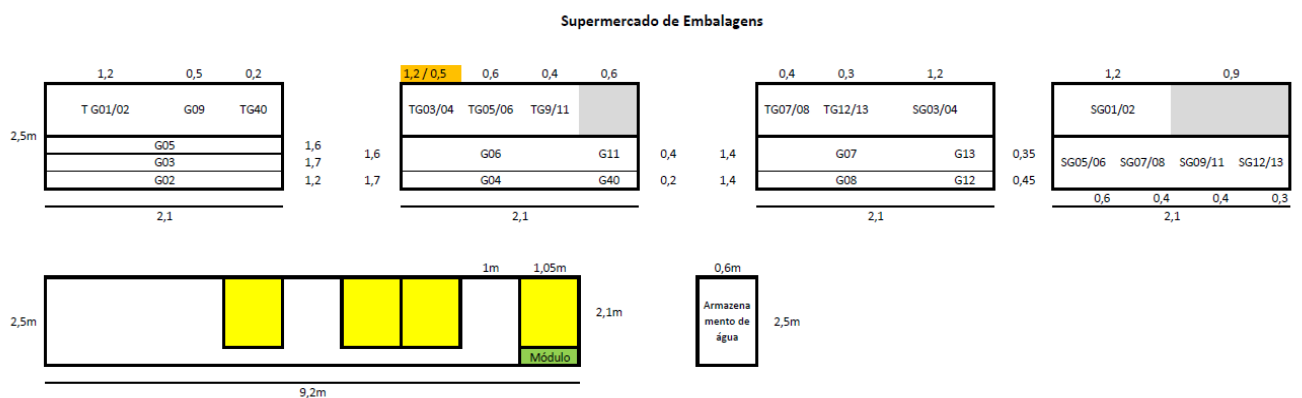 Supermercado de Embalagens
1,2 0,5 0,2 1,2 / 0,5 0,6 0,4 0,6 0,4 0,3 1,2 1,2 0,9
T G01/02 G09 TG40 TG03/04 TG05/06 TG9/11 TG07/08 TG12/13 SG03/04 SG01/02
2,5m
G05 1,6
G03 1,7
G02 1,2
1,6 G06 G11 0,4
1,7 G04 G40 0,2
1,4 G07 G13 0,35
1,4 G08 G12 0,45
SG05/06 SG07/08 SG09/11 SG12/13
0,6 0,4 0,4 0,3
2,1 2,1 2,1 2,1
1m 1,05m 0,6m
2,5m 2,1m
Armazena
mento de
água
2,5m
Módulo
9,2m